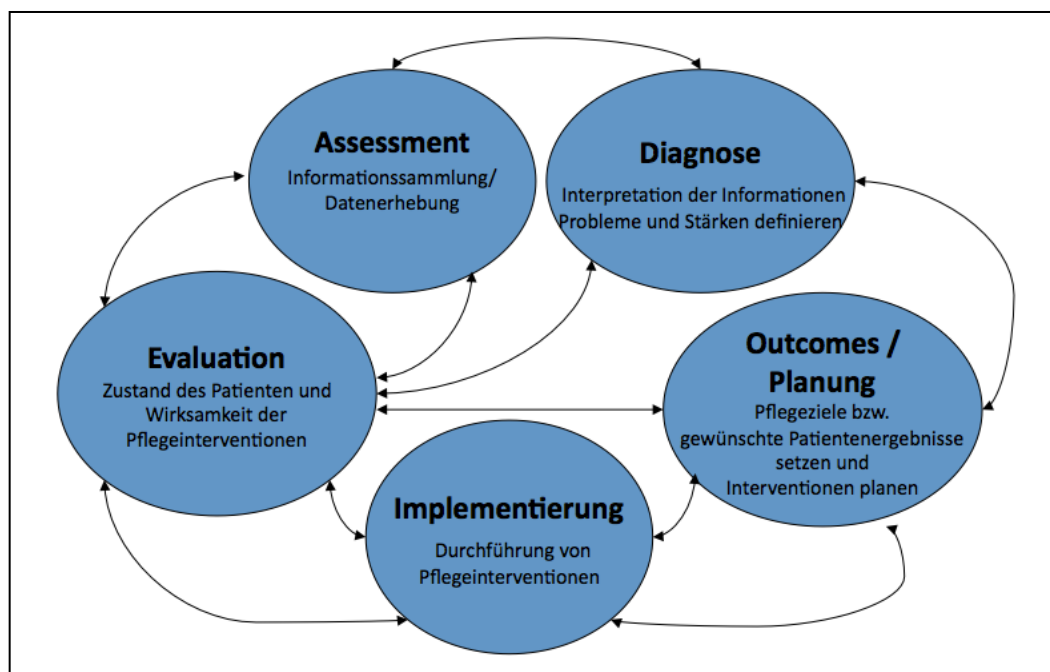 Assessment
Informationssammlung/
Datenerhebung
Diagnose
Interpretation der Informationen
Probleme und Stärken definieren
Evaluation
Zustand des Patienten und
Wirksamkeit der
Pflegeinterventionen
Outcomes /
Planung
Pflegeziele bzw.
gewünschte Patientenergebnisse
setzen und
Interventionen planen
Implementierung
Durchführung von
Pflegeinterventionen